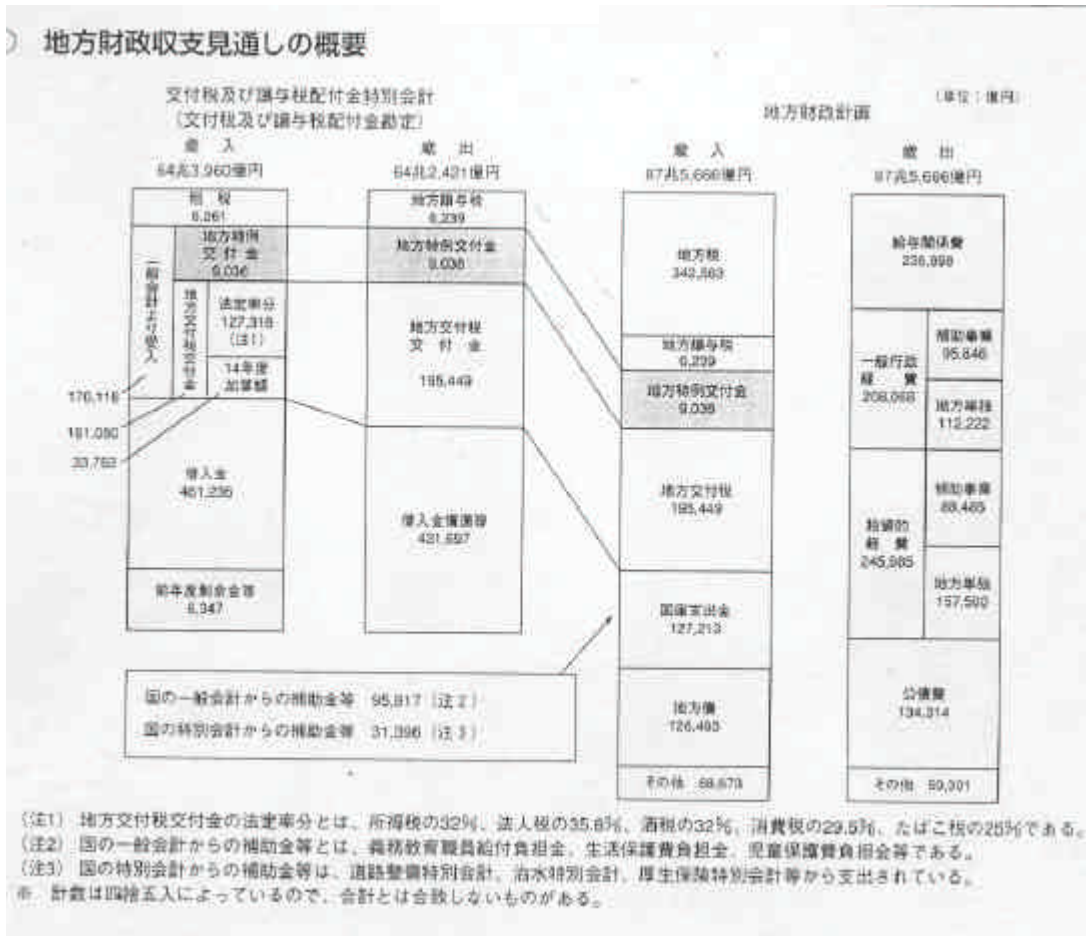 地方財政収支見通しの概要
交付税及び譲与税配付金特別会計
(交付税及び譲与税配付金勘定)
地方財政計画
(単位:億円)
歳 入
64兆3,960億円
歳 出
64兆2,421億円
歳 入
87兆5,666億円
歳 出
87兆5,666億円
租 税
6,261
地方特例
交 付 金
9,036
一般会計より受入
地方交付税交付金
法定率分
127,318
(注1)
14年度
加算額
170,116
161,080
33,763
借入金
461,236
前年度剰余金等
6,347
地方譲与税
6,239
地方特例交付金
9,036
地方交付税
交 付 金
195,449
借入金償還等
431,697
地方税
342,563
地方譲与税
6,239
地方特例交付金
9,036
地方交付税
195,449
国庫支出金
127,213
地方債
126,493
その他
給与関係費
236,998
一般行政
経 費
208,068
補助事業
95,846
地方単独
112,222
投資的
経 費
245,985
補助事業
88,485
地方単独
157,500
公債費
134,314
その他
国の一般会計からの補助金等 95,817 (注2)
国の特別会計からの補助金等 31,396 (注3)
(注1) 地方交付税交付金の法定率分とは、所得税の32%、法人税の35.8%、酒税の32%、消費税の29.5%、たばこ税の25%である。
(注2) 国の一般会計からの補助金等とは、義務教育職員給付負担金、生活保護費負担金、児童保護費負担金等である。
(注3) 国の特別会計からの補助金等は、道路整備特別会計、治水特別会計、厚生保険特別会計等から支出されている。
※ 計数は四捨五入によっているので、合計とは合致しないものがある。